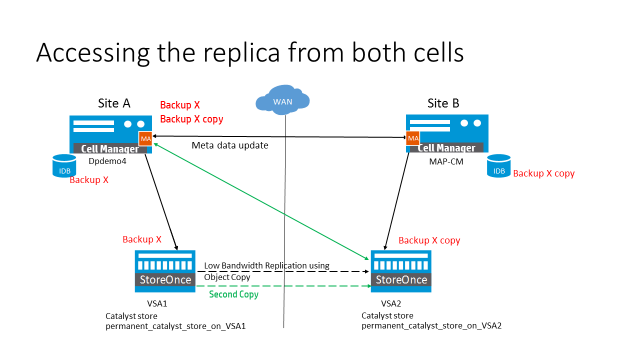 Accessing the replica from both cells
Site A
Backup X
Backup X copy
WAN
Site B
MA
MA
Cell Manager
Meta data update
Cell Manager
Dpdemo4
MAP-CM
IDB
Backup X
IDB
Backup X copy
Backup X
Backup X copy
Low Bandwidth Replication using
Object Copy
StoreOnce
StoreOnce
Second Copy
VSA1
VSA2
Catalyst store
permanent_catalyst_store_on_VSA1
Catalyst store
permanent_catalyst_store_on_VSA2